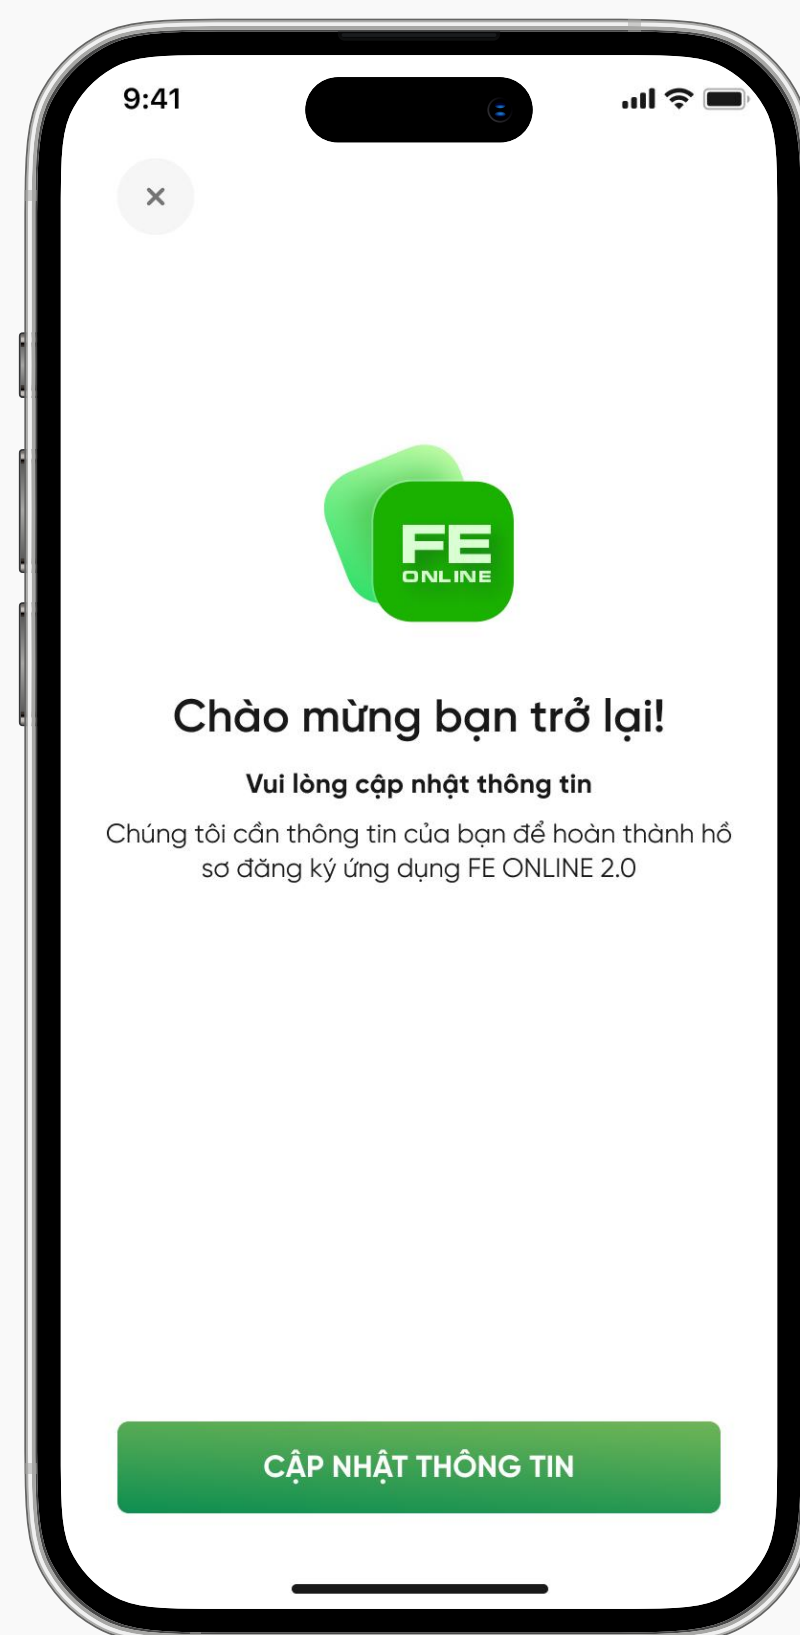 9:41
FE
ONLINE
Chào mừng bạn trở lại!
Vui lòng cập nhật thông tin
Chúng tôi cần thông tin của bạn để hoàn thành hồ
sơ đăng ký ứng dụng FE ONLINE 2.0
CẬP NHẬT THÔNG TIN